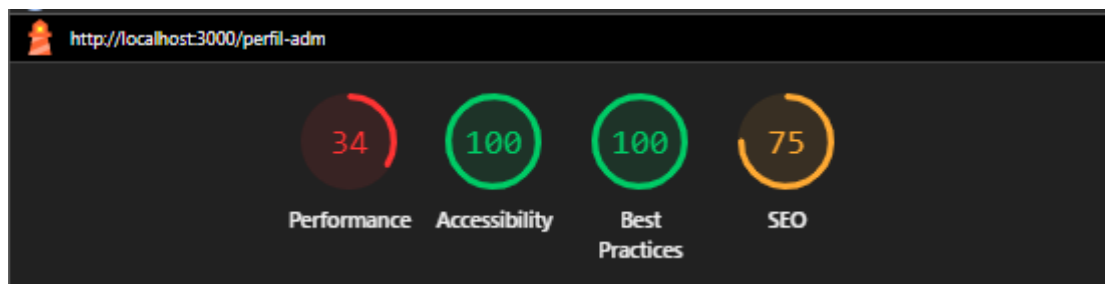 http://localhost:3000/perfil-adm
34
100
100
75
Performance
Accessibility
Best
Practices
SEO